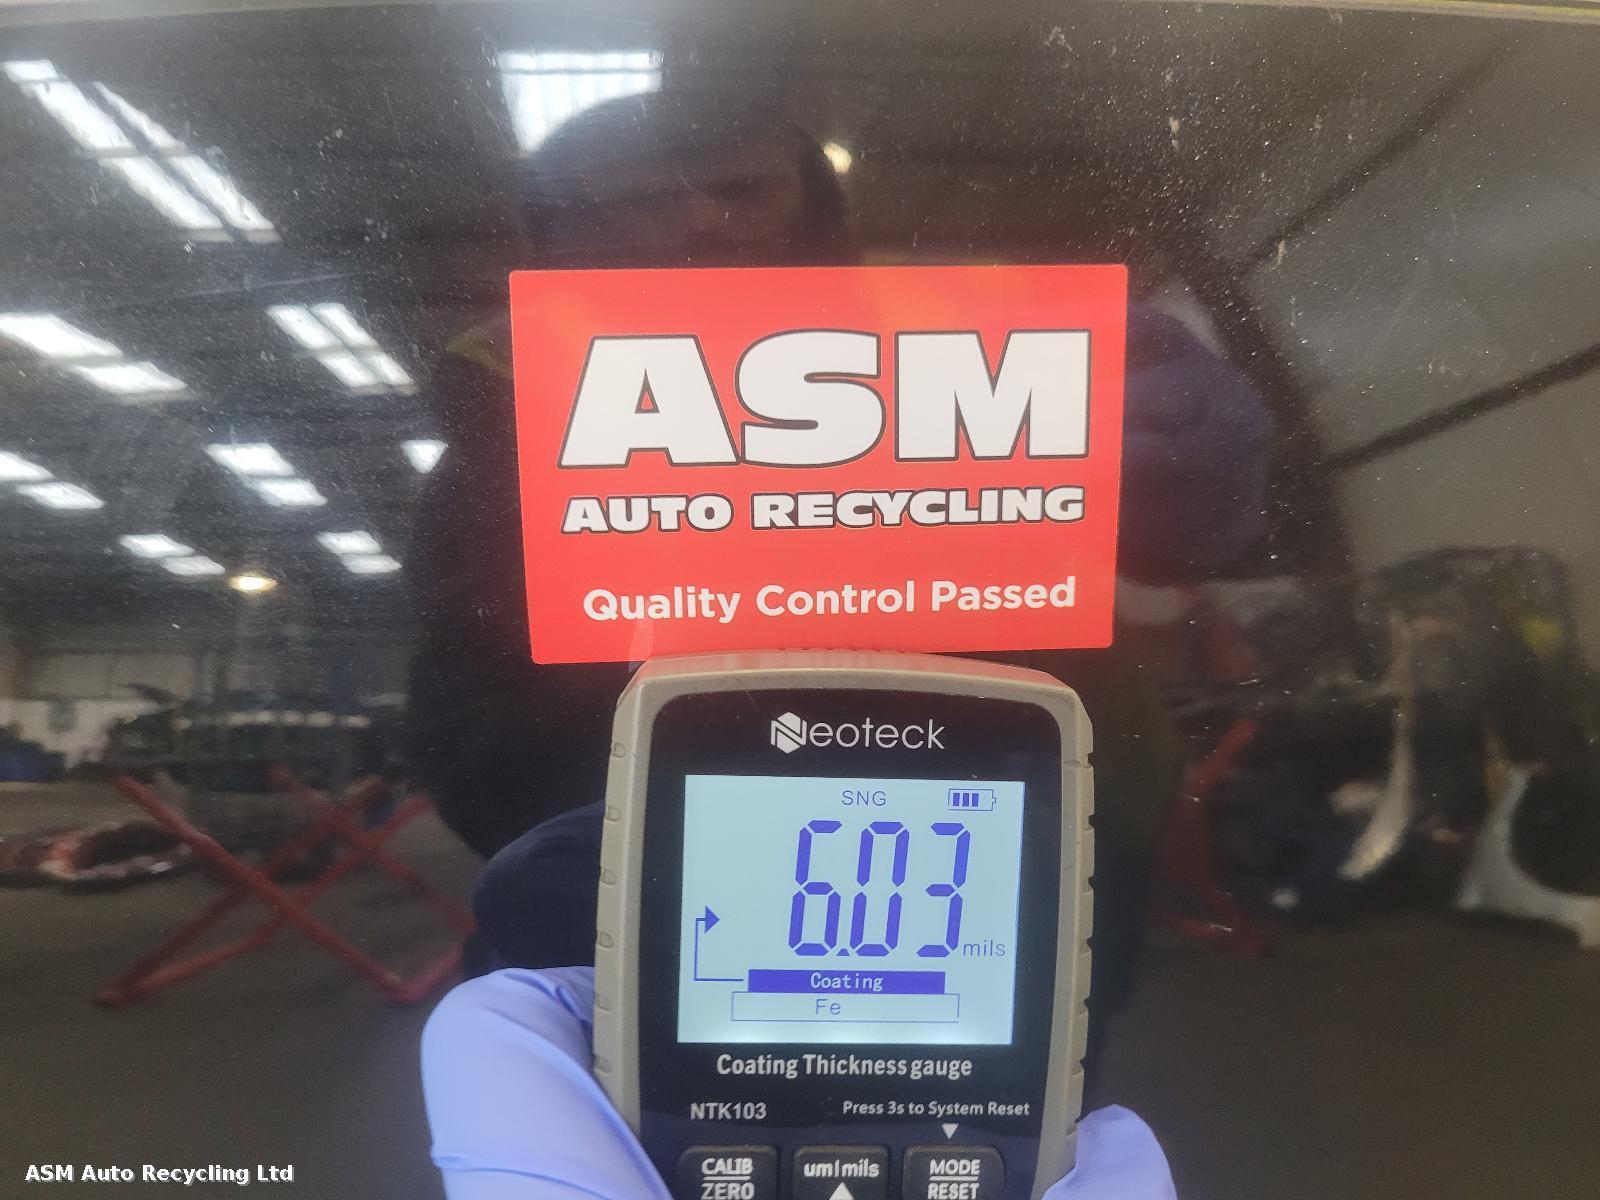 ASM
AUTO RECYCLING
Quality Control Passed
Neoteck
SNG
6.03 mils
Coating
Fe
Coating Thickness gauge
NTK103
Press 3s to System Reset
CALIB
ZERO
um|mils
MODE
RESET
ASM Auto Recycling Ltd